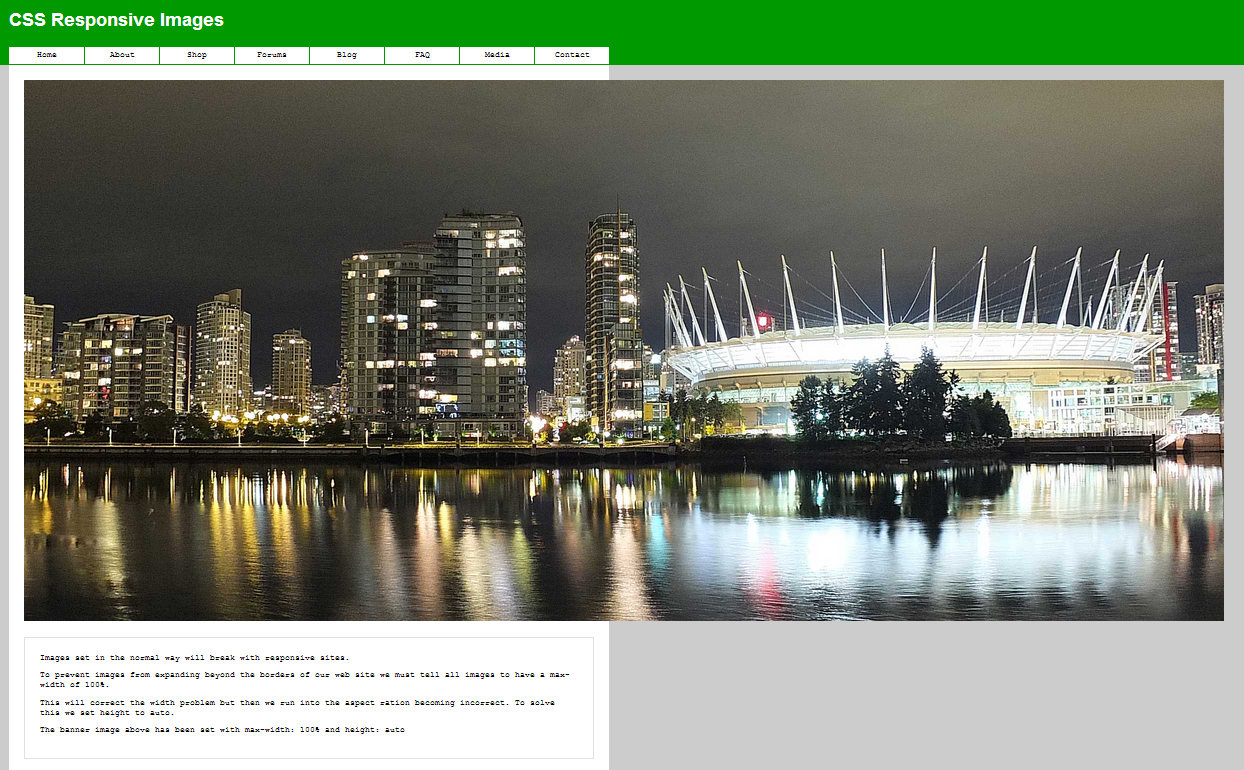 CSS Responsive Images
Home About Shop Forums Blog FAQ Media Contact
Images set in the normal way will break with responsive sites.
To prevent images from expanding beyond the borders of our web site we must tell all images to have a max-
width of 100%.
This will correct the width problem but then we run into the aspect ration becoming incorrect. To solve
this we set height to auto.
The banner image above has been set with max-width: 100% and height: auto